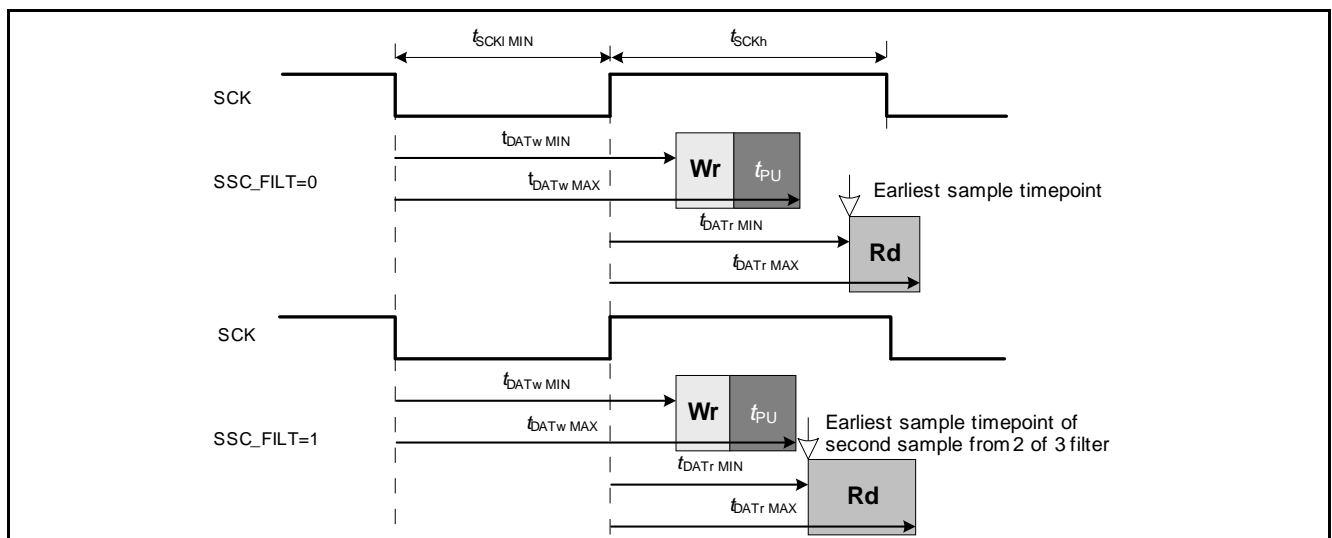 tSCKl MIN tSCKh
SCK
tDATw MIN
Wr tPU
SSC_FILT=0
tDATw MAX
Earliest sample timepoint
tDATr MIN
Rd
tDATr MAX
SCK
tDATw MIN
Wr tPU
SSC_FILT=1
tDATw MAX
Earliest sample timepoint of
second sample from 2 of 3 filter
tDATr MIN
Rd
tDATr MAX